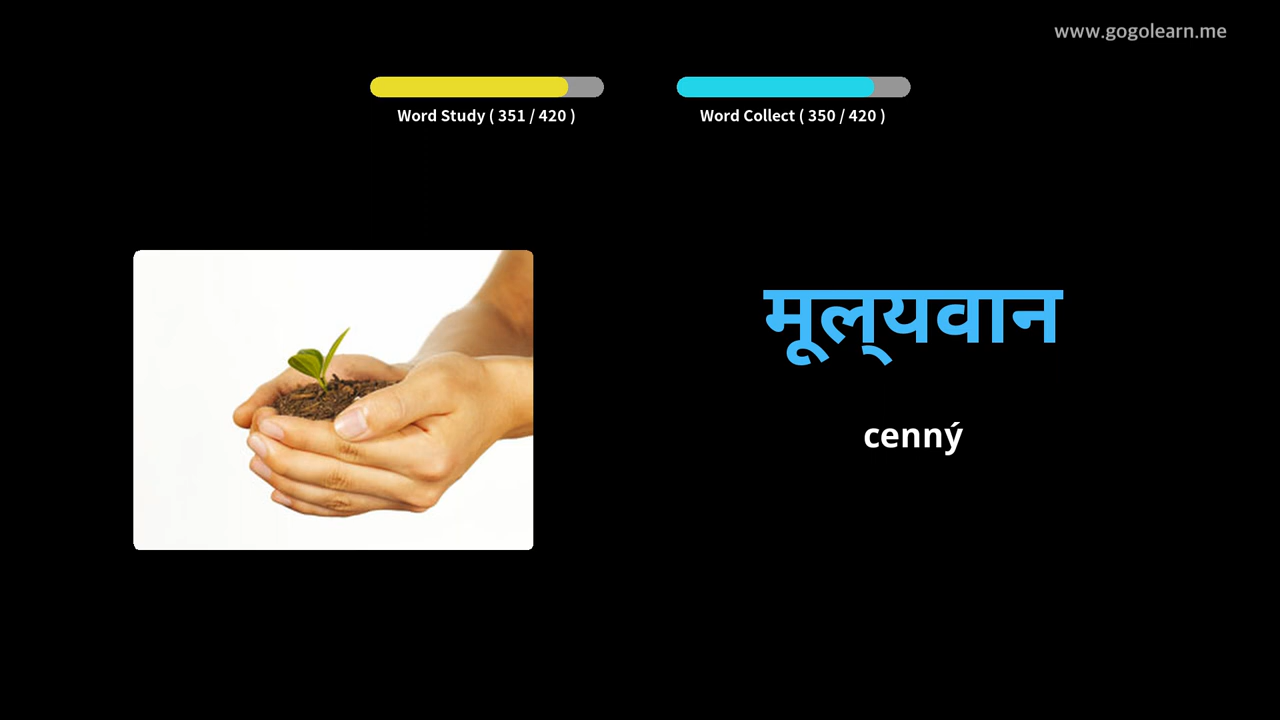 www.gogolearn.me
Word Study ( 351 / 420 )
Word Collect ( 350 / 420 )
मूल्‌यवान
cenný